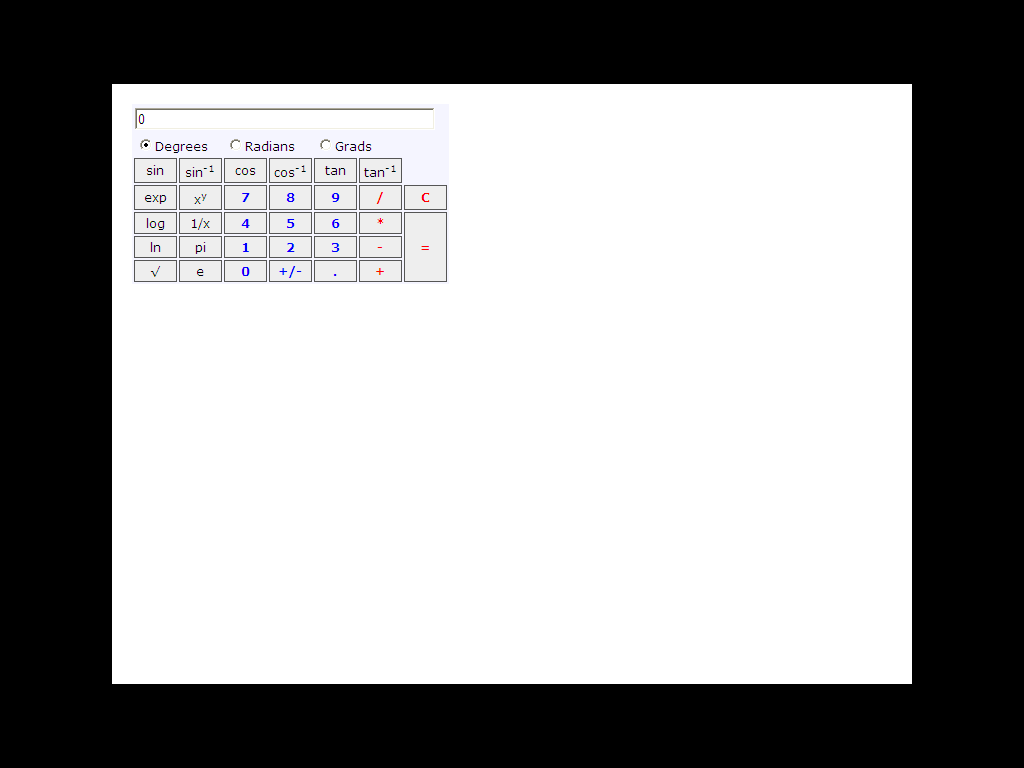 0
Degrees Radians Grads
sin sin⁻¹ cos cos⁻¹ tan tan⁻¹
exp xʸ 7 8 9 / C
log 1/x 4 5 6 *
ln pi 1 2 3 - =
√ e 0 +/- . +